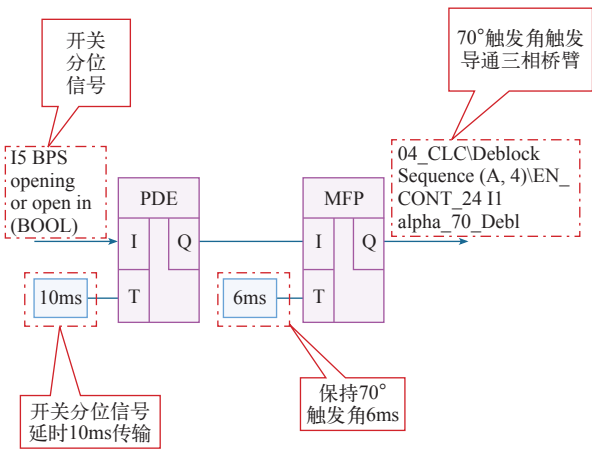 开关
分位
信号
70°触发角触发
导通三相桥臂
I5 BPS
opening
or open in
(BOOL)
PDE
I
Q
T
10ms
MFP
I
Q
T
6ms
04_CLC\Deblock
Sequence (A, 4)\EN_
CONT_24 I1
alpha_70_Debl
开关分位信号
延时10ms传输
保持70°
触发角6ms